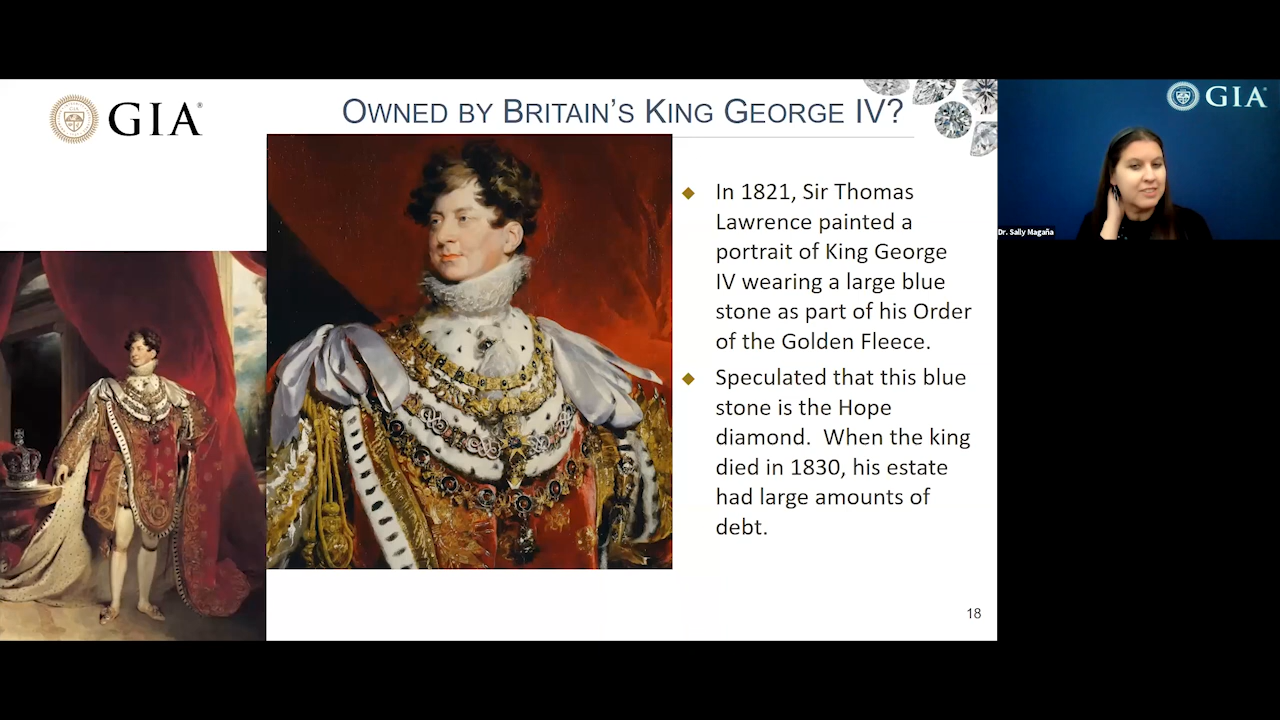 GIA®
OWNED BY BRITAIN'S KING GEORGE IV?
In 1821, Sir Thomas
Lawrence painted a
portrait of King George
IV wearing a large blue
stone as part of his Order
of the Golden Fleece.
Speculated that this blue
stone is the Hope
diamond.  When the king
died in 1830, his estate
had large amounts of
debt.
18
GIA
Dr. Sally Magaña